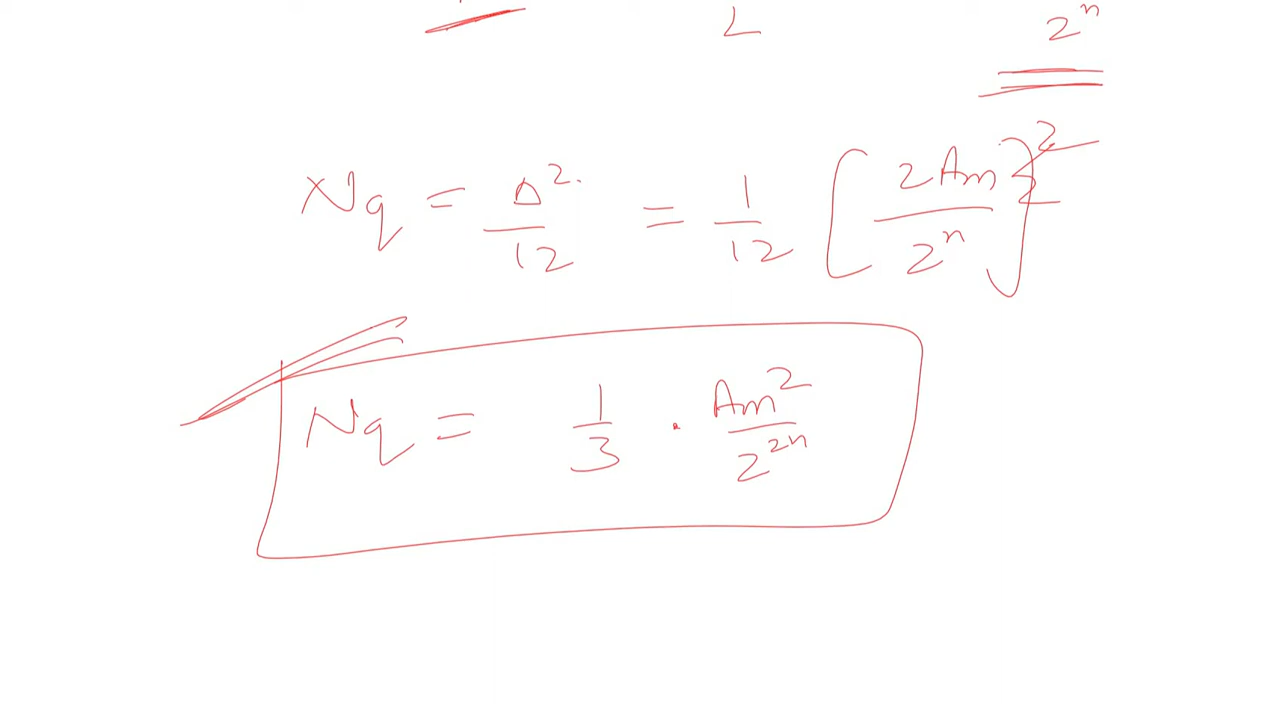 L 2^n
Nq = Δ²/12 = 1/12 [2Am/2^n]²
Nq = 1/3 · Am²/2^2n